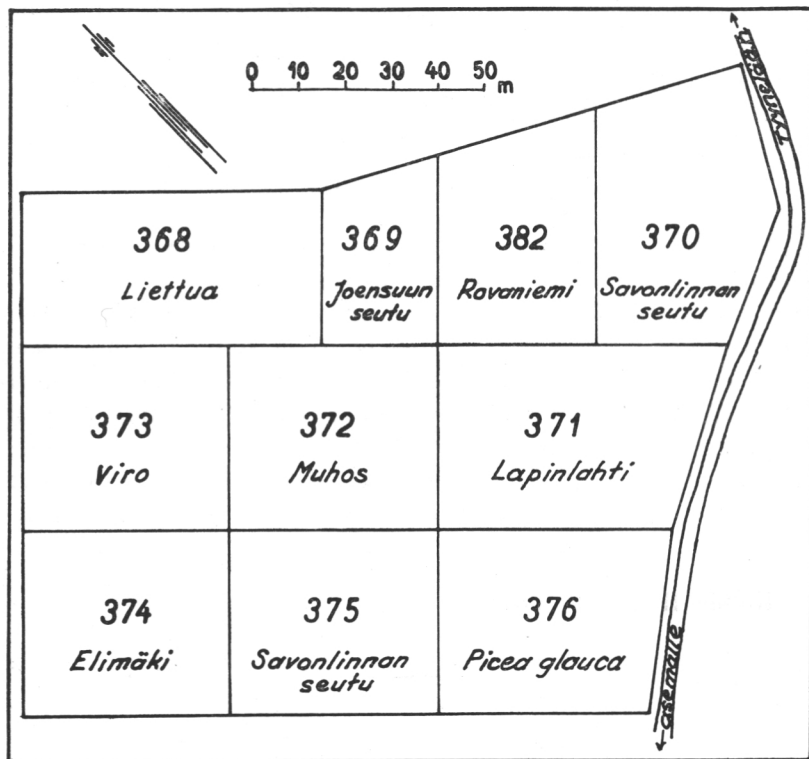 0 10 20 30 40 50 m
Tyynelään
368
Liettua
369
Joensuun
seutu
382
Rovaniemi
370
Savonlinnan
seutu
373
Viro
372
Muhos
371
Lapinlahti
374
Elimäki
375
Savonlinnan
seutu
376
Picea glauca
asemalle